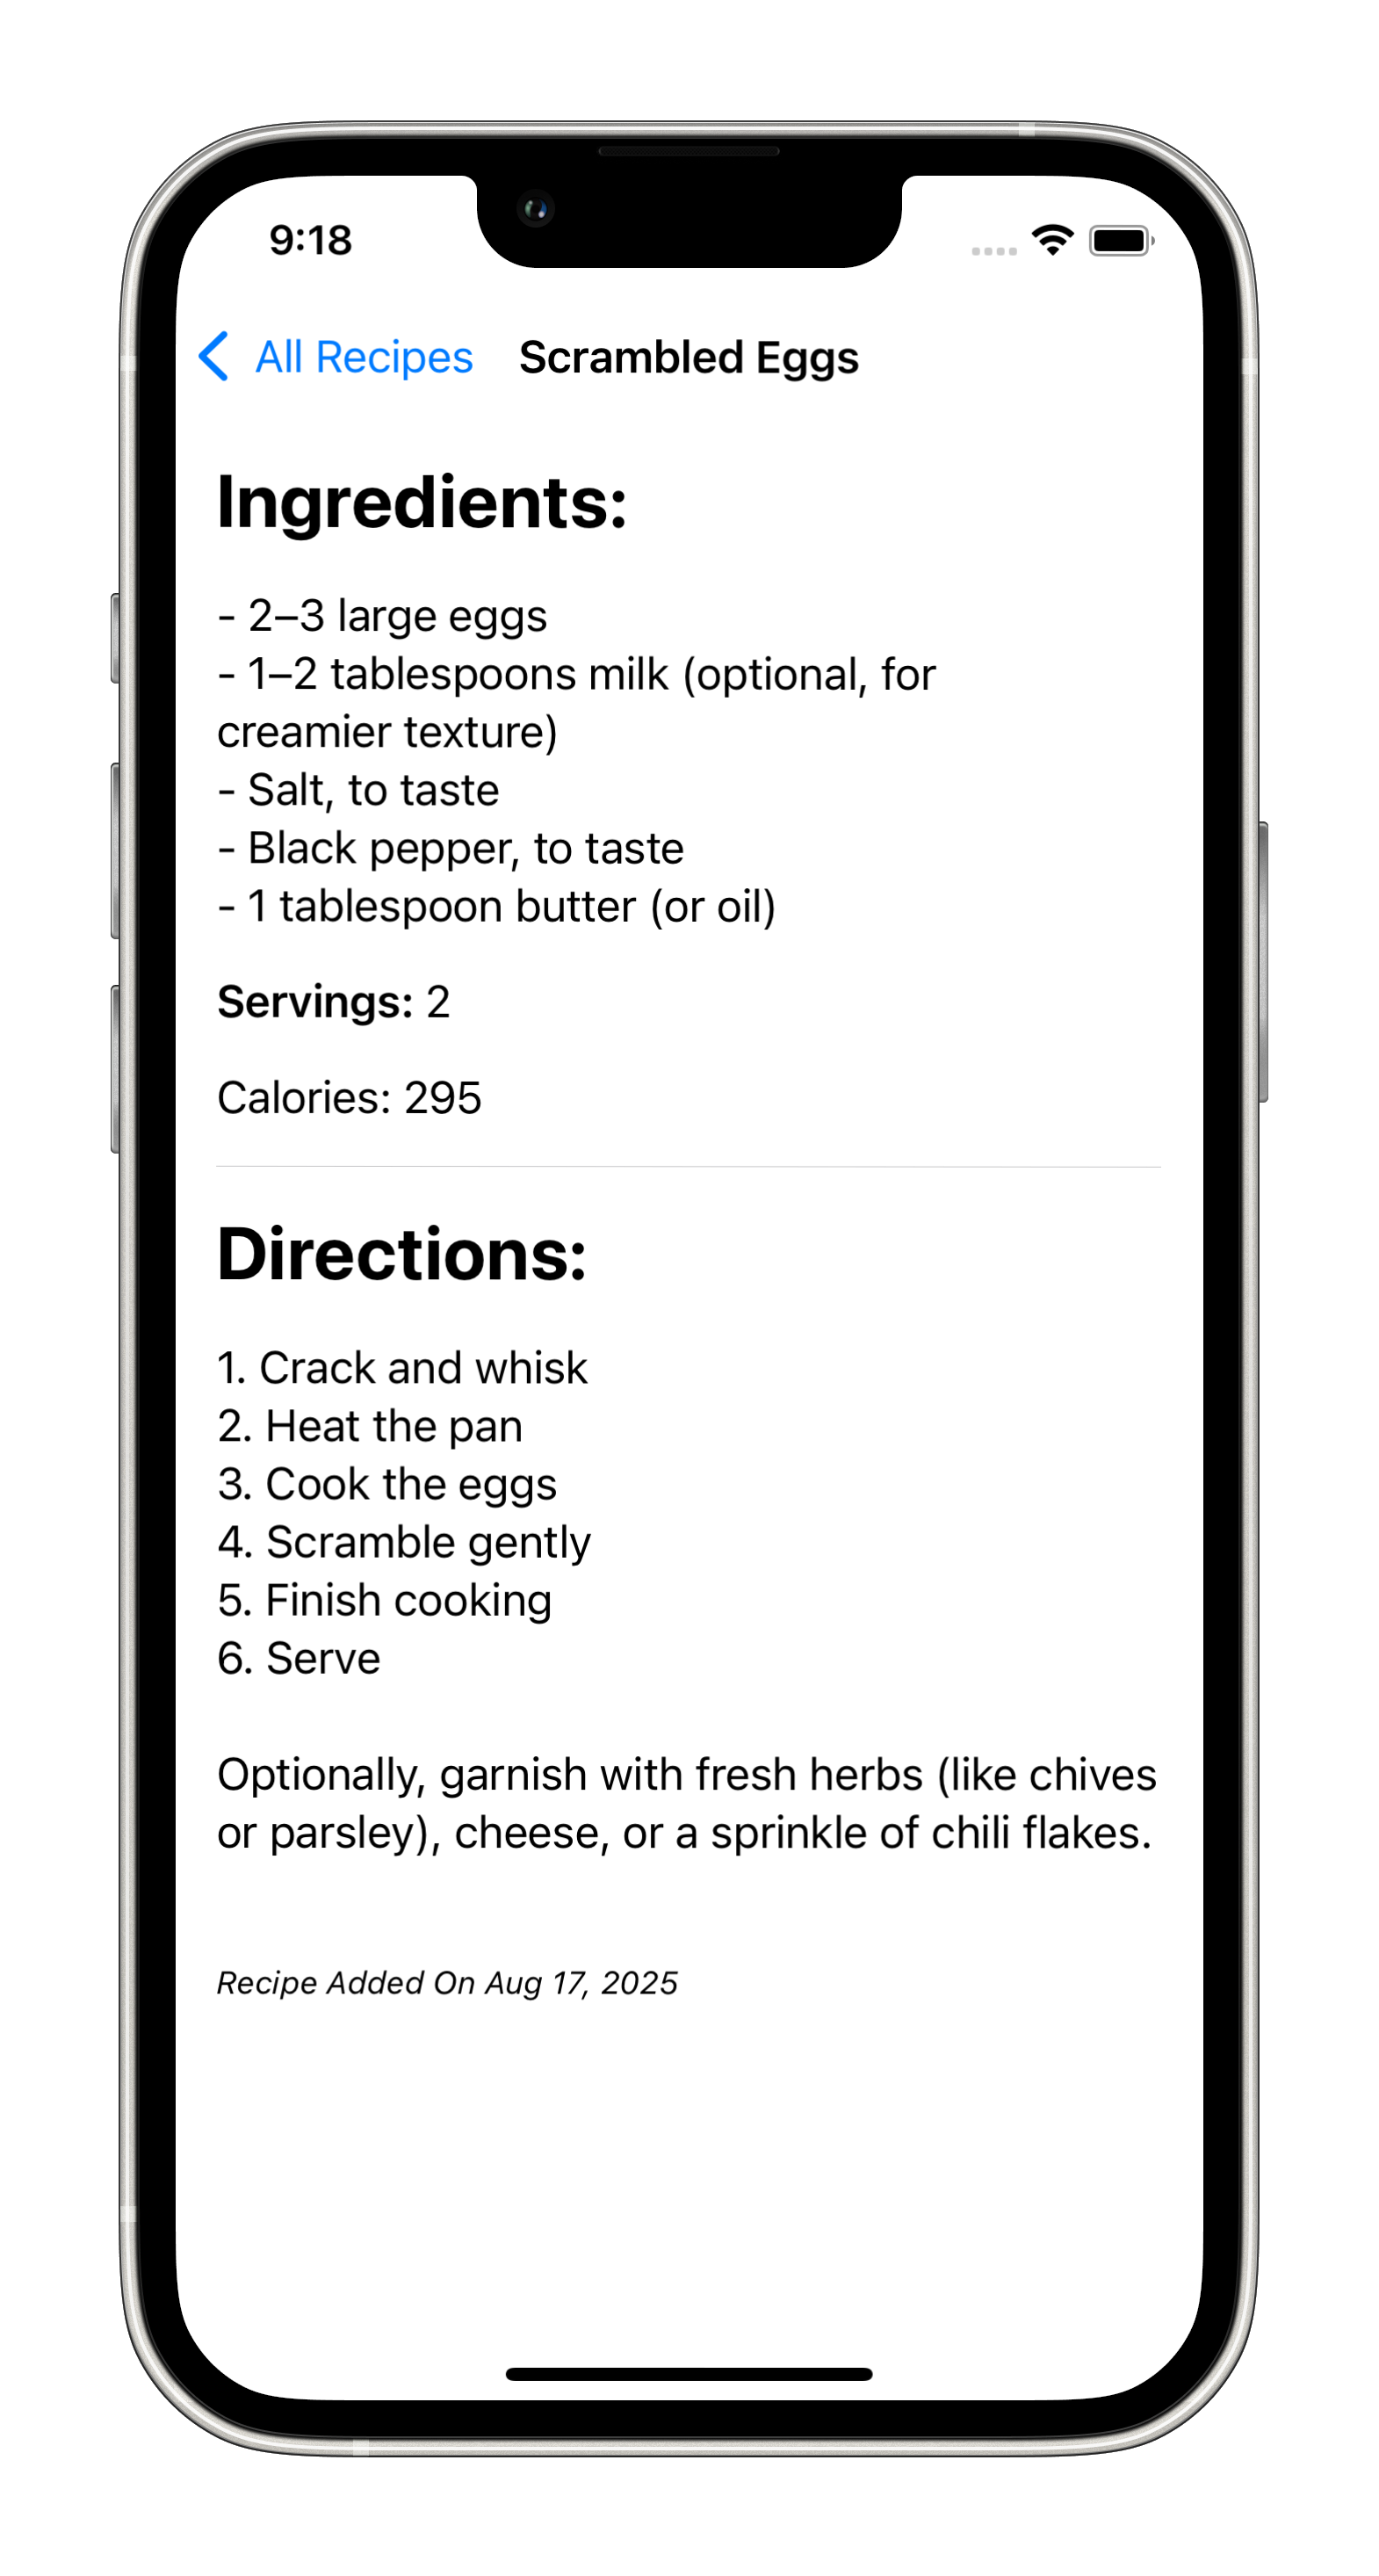 9:18
All Recipes Scrambled Eggs
Ingredients:
- 2–3 large eggs
- 1–2 tablespoons milk (optional, for
creamier texture)
- Salt, to taste
- Black pepper, to taste
- 1 tablespoon butter (or oil)
Servings: 2
Calories: 295
Directions:
1. Crack and whisk
2. Heat the pan
3. Cook the eggs
4. Scramble gently
5. Finish cooking
6. Serve
Optionally, garnish with fresh herbs (like chives
or parsley), cheese, or a sprinkle of chili flakes.
Recipe Added On Aug 17, 2025